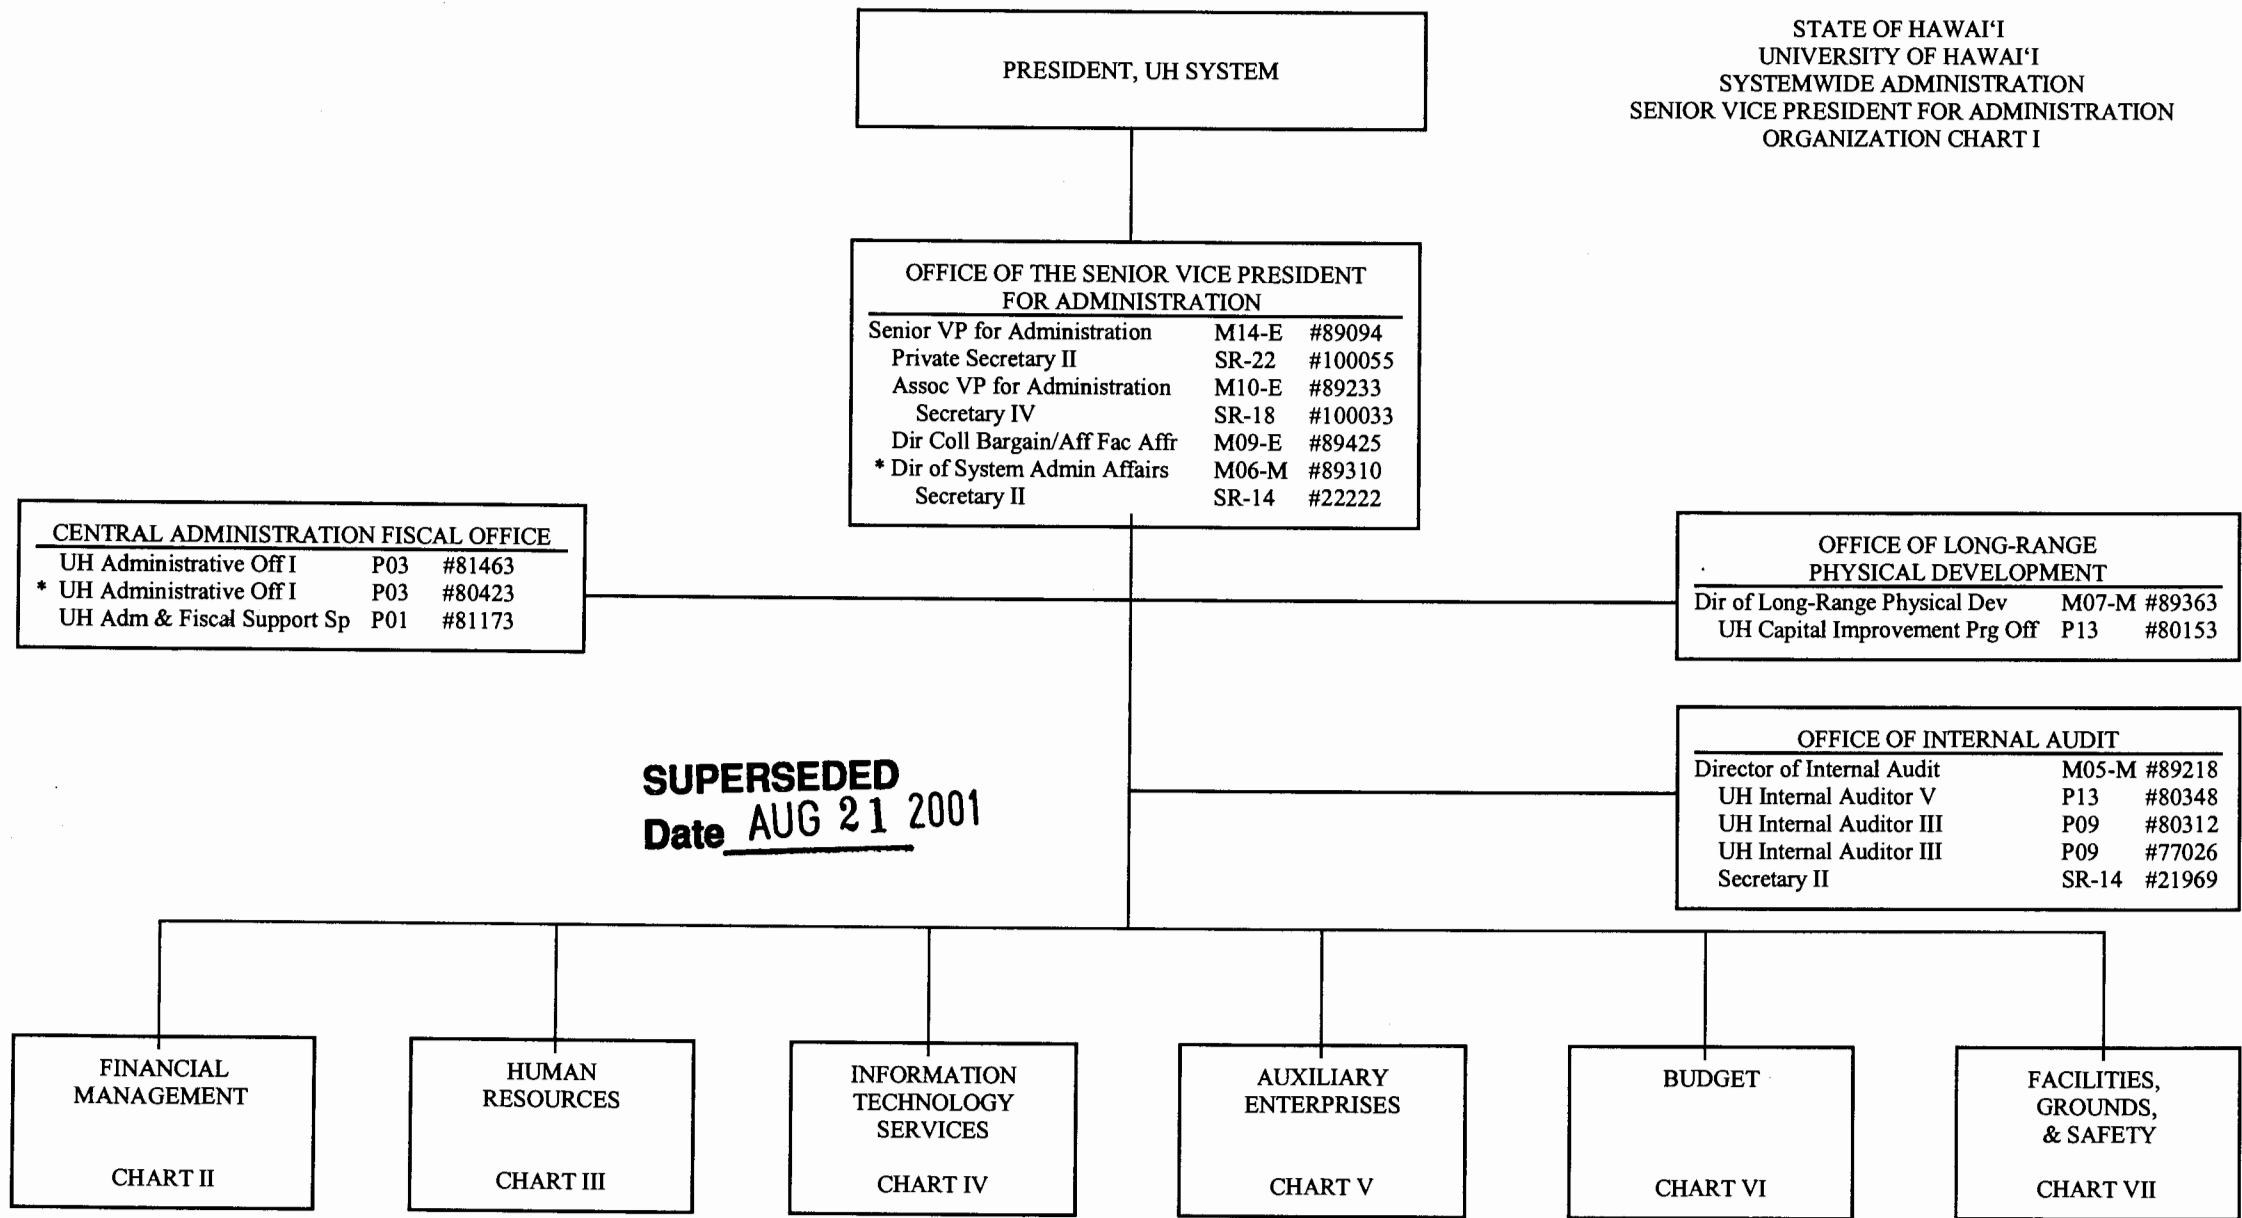 PRESIDENT, UH SYSTEM
STATE OF HAWAI‘I
UNIVERSITY OF HAWAI‘I
SYSTEMWIDE ADMINISTRATION
SENIOR VICE PRESIDENT FOR ADMINISTRATION
ORGANIZATION CHART I
OFFICE OF THE SENIOR VICE PRESIDENT
FOR ADMINISTRATION
Senior VP for Administration M14-E #89094
Private Secretary II SR-22 #100055
Assoc VP for Administration M10-E #89233
Secretary IV SR-18 #100033
Dir Coll Bargain/Aff Fac Affr M09-E #89425
* Dir of System Admin Affairs M06-M #89310
Secretary II SR-14 #22222
CENTRAL ADMINISTRATION FISCAL OFFICE
UH Administrative Off I P03 #81463
* UH Administrative Off I P03 #80423
UH Adm & Fiscal Support Sp P01 #81173
OFFICE OF LONG-RANGE
PHYSICAL DEVELOPMENT
Dir of Long-Range Physical Dev M07-M #89363
UH Capital Improvement Prg Off P13 #80153
OFFICE OF INTERNAL AUDIT
Director of Internal Audit M05-M #89218
UH Internal Auditor V P13 #80348
UH Internal Auditor III P09 #80312
UH Internal Auditor III P09 #77026
Secretary II SR-14 #21969
SUPERSEDED
Date AUG 21 2001
FINANCIAL
MANAGEMENT
CHART II
HUMAN
RESOURCES
CHART III
INFORMATION
TECHNOLOGY
SERVICES
CHART IV
AUXILIARY
ENTERPRISES
CHART V
BUDGET
CHART VI
FACILITIES,
GROUNDS,
& SAFETY
CHART VII